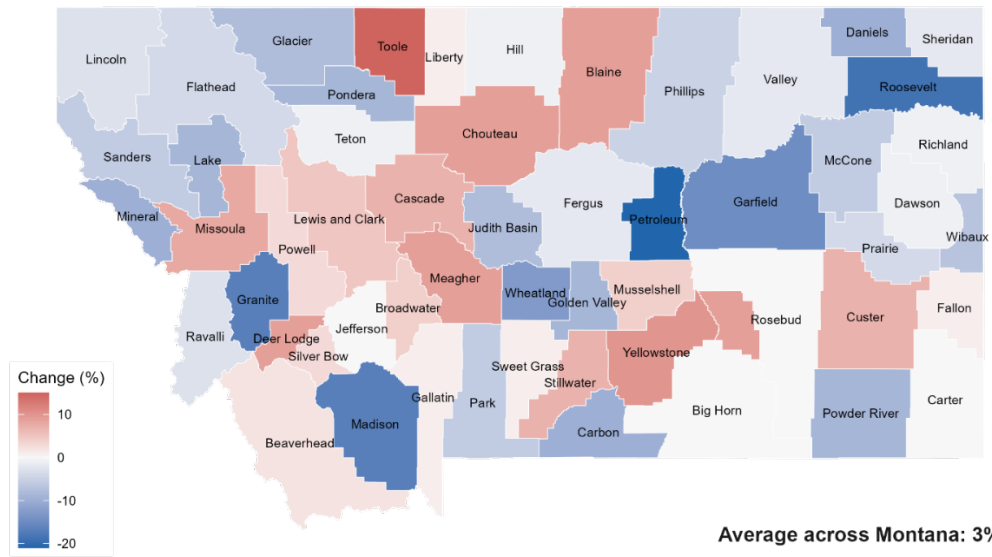 Lincoln
Glacier
Toole
Liberty
Hill
Blaine
Daniels
Sheridan
Flathead
Pondera
Phillips
Valley
Roosevelt
Teton
Chouteau
Richland
Sanders
Lake
McCone
Mineral
Missoula
Lewis and Clark
Cascade
Judith Basin
Fergus
Petroleum
Garfield
Dawson
Powell
Prairie
Wibaux
Granite
Meagher
Wheatland
Golden Valley
Musselshell
Broadwater
Jefferson
Rosebud
Custer
Fallon
Ravalli
Deer Lodge
Silver Bow
Sweet Grass
Stillwater
Yellowstone
Madison
Gallatin
Park
Carbon
Big Horn
Powder River
Carter
Beaverhead
Change (%)
10
0
-10
-20
Average across Montana: 3%